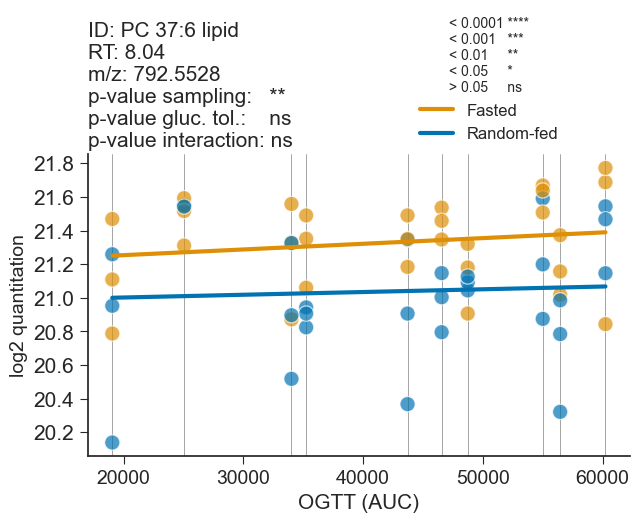 ID: PC 37:6 lipid
RT: 8.04
m/z: 792.5528
p-value sampling: **
p-value gluc. tol.: ns
p-value interaction: ns
< 0.0001 ****
< 0.001 ***
< 0.01 **
< 0.05 *
> 0.05 ns
Fasted
Random-fed
21.8
21.6
21.4
21.2
21.0
20.8
20.6
20.4
20.2
log2 quantitation
20000 30000 40000 50000 60000
OGTT (AUC)